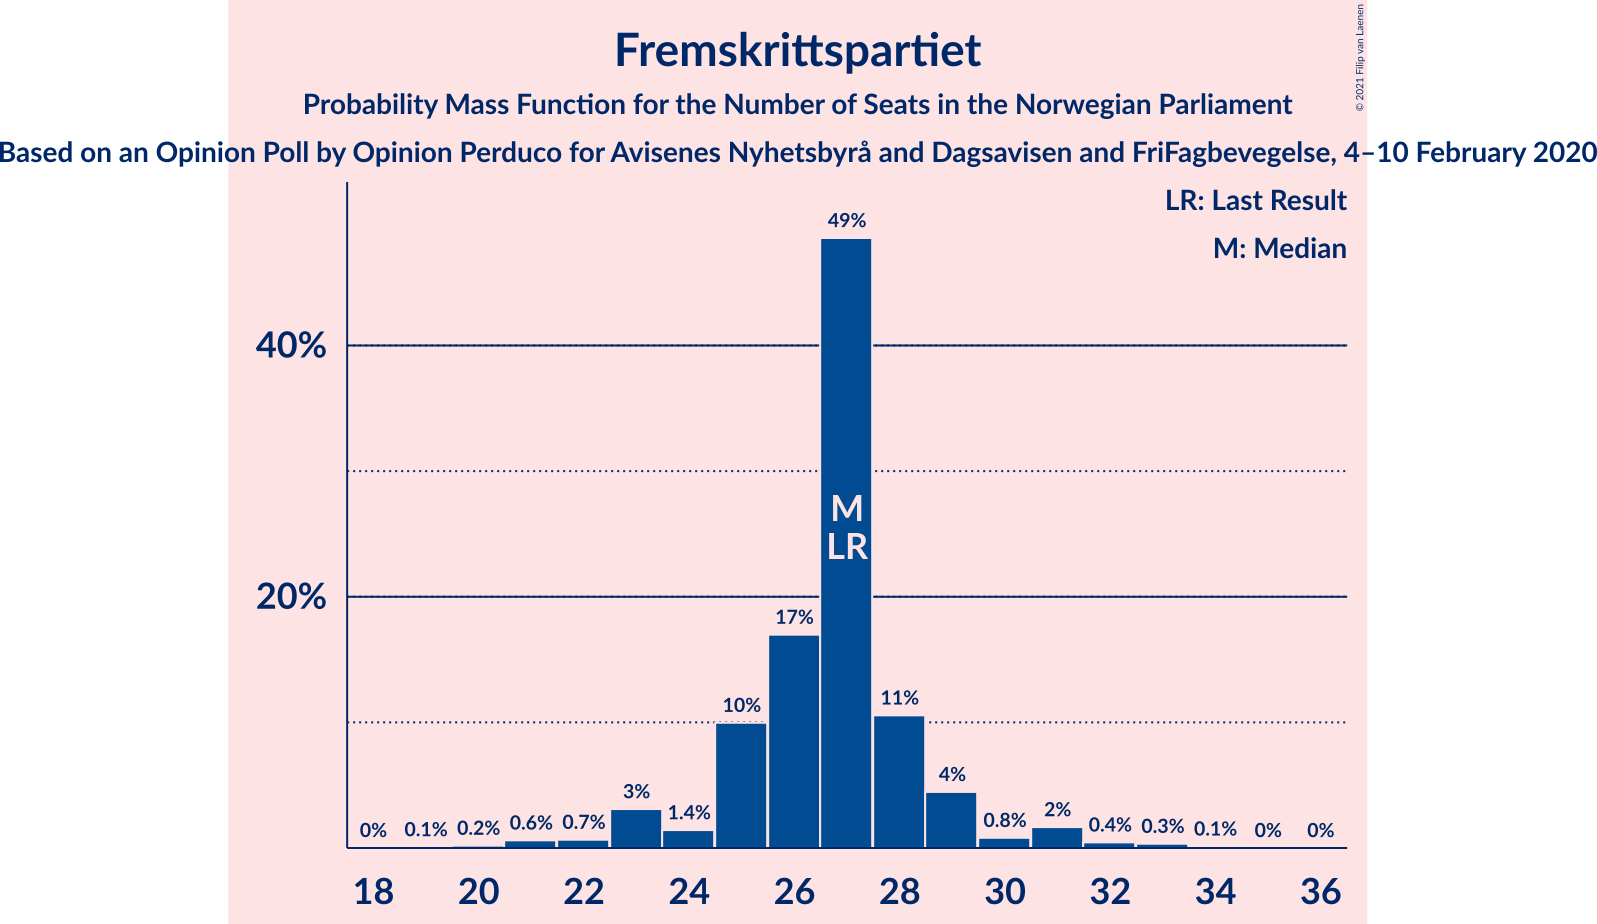 Fremskrittspartiet
Probability Mass Function for the Number of Seats in the Norwegian Parliament
Based on an Opinion Poll by Opinion Perduco for Avisenes Nyhetsbyrå and Dagsavisen and FriFagbevegelse, 4–10 February 2020
© 2021 Filip van Laenen
LR: Last Result
M: Median
40%
20%
0% 0.1% 0.2% 0.6% 0.7% 3% 1.4% 10% 17% 49% 11% 4% 0.8% 2% 0.4% 0.3% 0.1% 0% 0%
M
LR
18 20 22 24 26 28 30 32 34 36